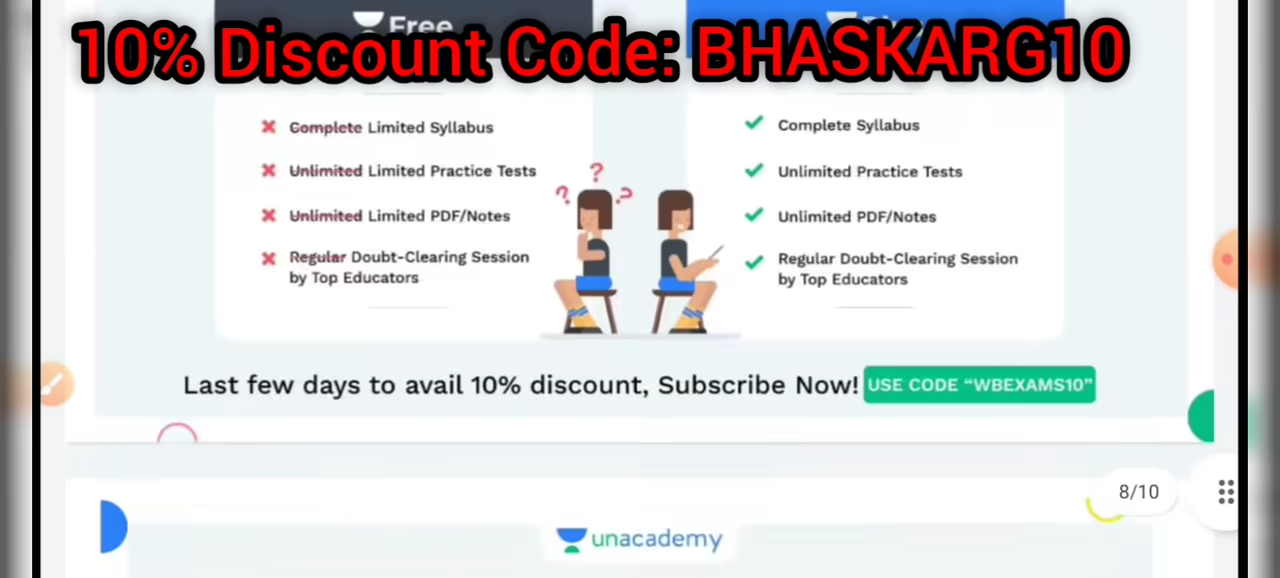 Free
10% Discount Code: BHASKARG10
Complete Limited Syllabus
Unlimited Limited Practice Tests
Unlimited Limited PDF/Notes
Regular Doubt-Clearing Session
by Top Educators
? ? ?
Complete Syllabus
Unlimited Practice Tests
Unlimited PDF/Notes
Regular Doubt-Clearing Session
by Top Educators
Last few days to avail 10% discount, Subscribe Now! USE CODE “WBEXAMS10”
8/10
unacademy